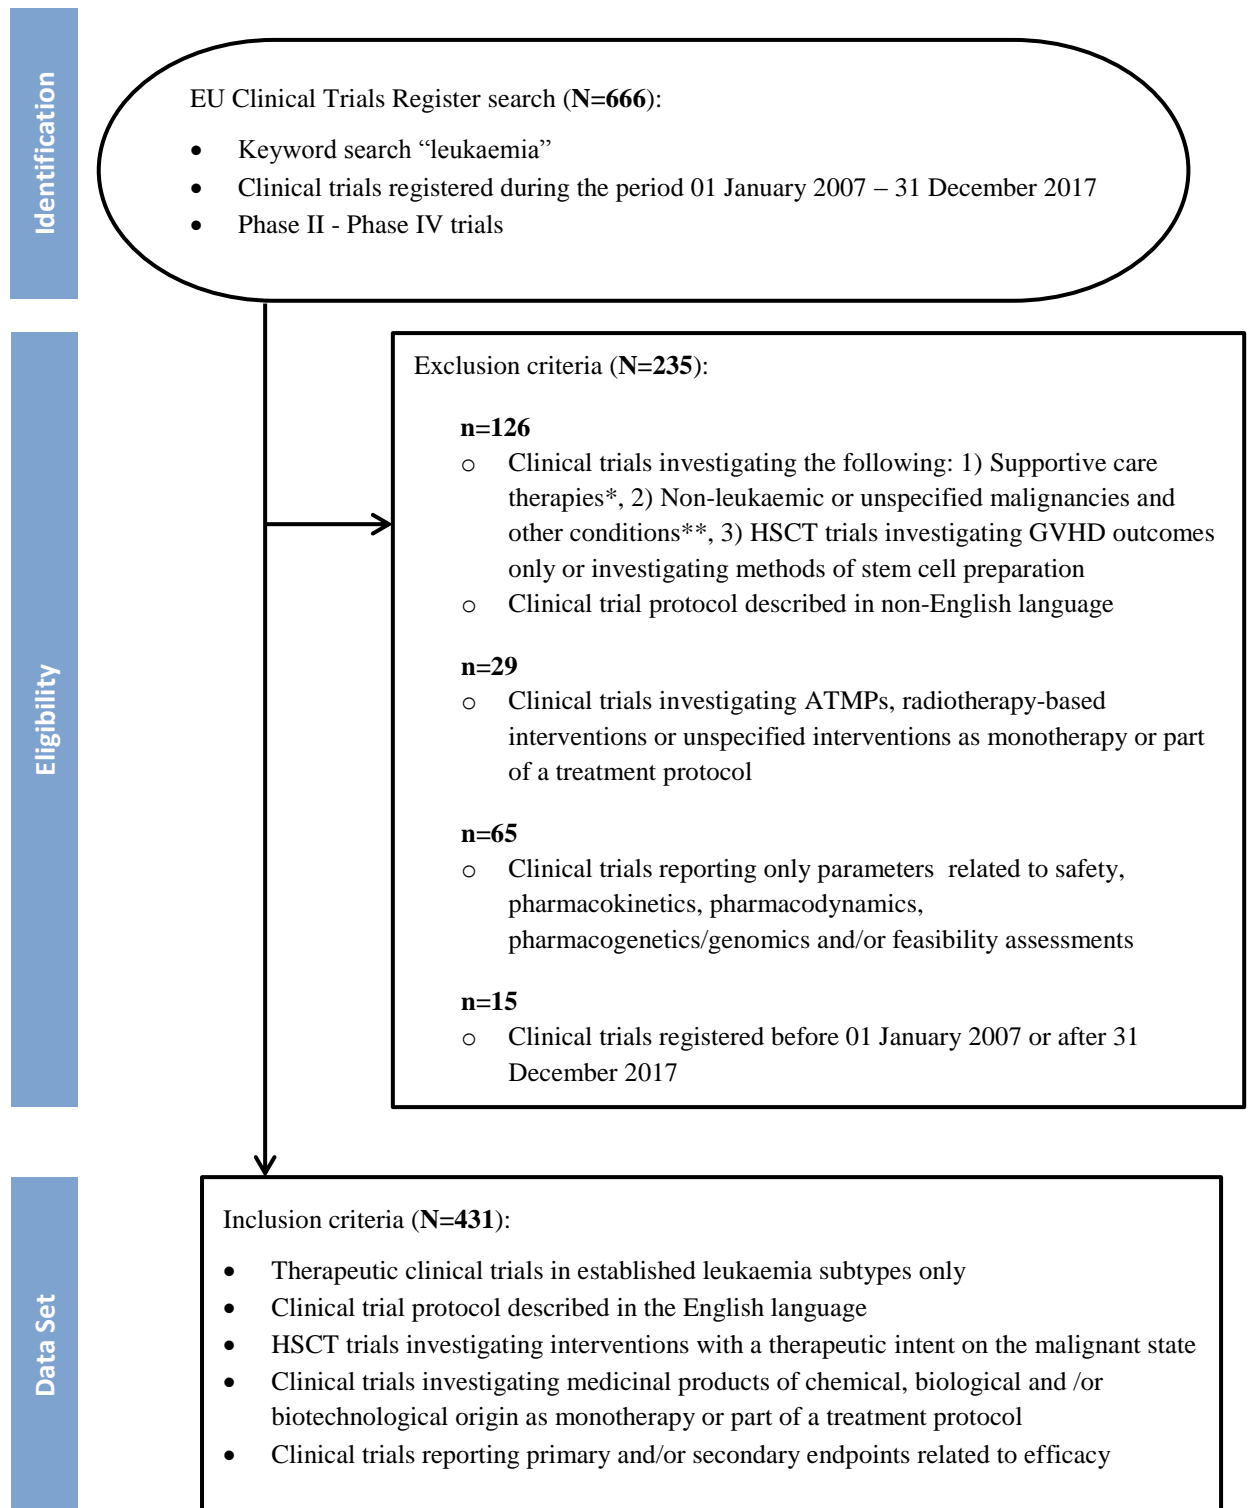 Identification
EU Clinical Trials Register search (N=666):
• Keyword search “leukaemia”
• Clinical trials registered during the period 01 January 2007 – 31 December 2017
• Phase II - Phase IV trials
Eligibility
Exclusion criteria (N=235):
n=126
o Clinical trials investigating the following: 1) Supportive care
therapies*, 2) Non-leukaemic or unspecified malignancies and
other conditions**, 3) HSCT trials investigating GVHD outcomes
only or investigating methods of stem cell preparation
o Clinical trial protocol described in non-English language
n=29
o Clinical trials investigating ATMPs, radiotherapy-based
interventions or unspecified interventions as monotherapy or part
of a treatment protocol
n=65
o Clinical trials reporting only parameters related to safety,
pharmacokinetics, pharmacodynamics,
pharmacogenetics/genomics and/or feasibility assessments
n=15
o Clinical trials registered before 01 January 2007 or after 31
December 2017
Data Set
Inclusion criteria (N=431):
• Therapeutic clinical trials in established leukaemia subtypes only
• Clinical trial protocol described in the English language
• HSCT trials investigating interventions with a therapeutic intent on the malignant state
• Clinical trials investigating medicinal products of chemical, biological and /or
biotechnological origin as monotherapy or part of a treatment protocol
• Clinical trials reporting primary and/or secondary endpoints related to efficacy